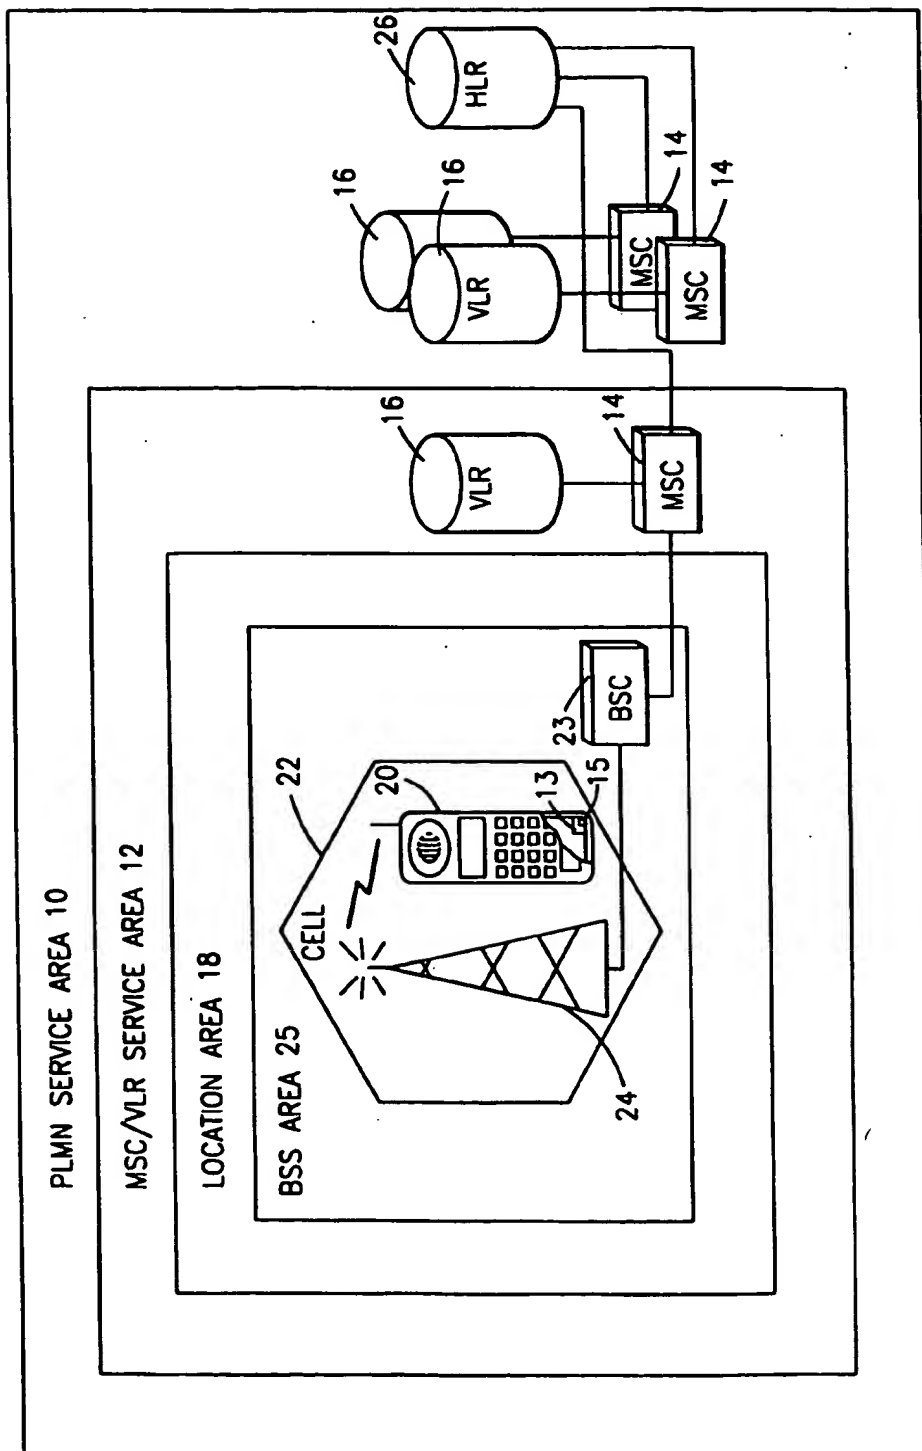 PLMN SERVICE AREA 10
MSC/VLR SERVICE AREA 12
LOCATION AREA 18
BSS AREA 25
CELL
22
20
13
15
24
23
BSC
16
VLR
14
MSC
16
16
VLR
14
MSC
14
MSC
26
HLR